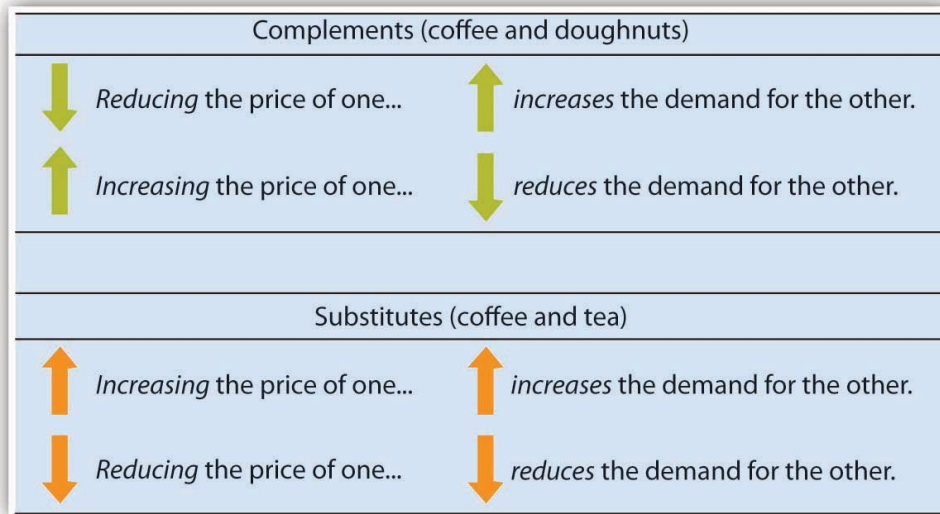 Complements (coffee and doughnuts)
Reducing the price of one... increases the demand for the other.
Increasing the price of one... reduces the demand for the other.
Substitutes (coffee and tea)
Increasing the price of one... increases the demand for the other.
Reducing the price of one... reduces the demand for the other.